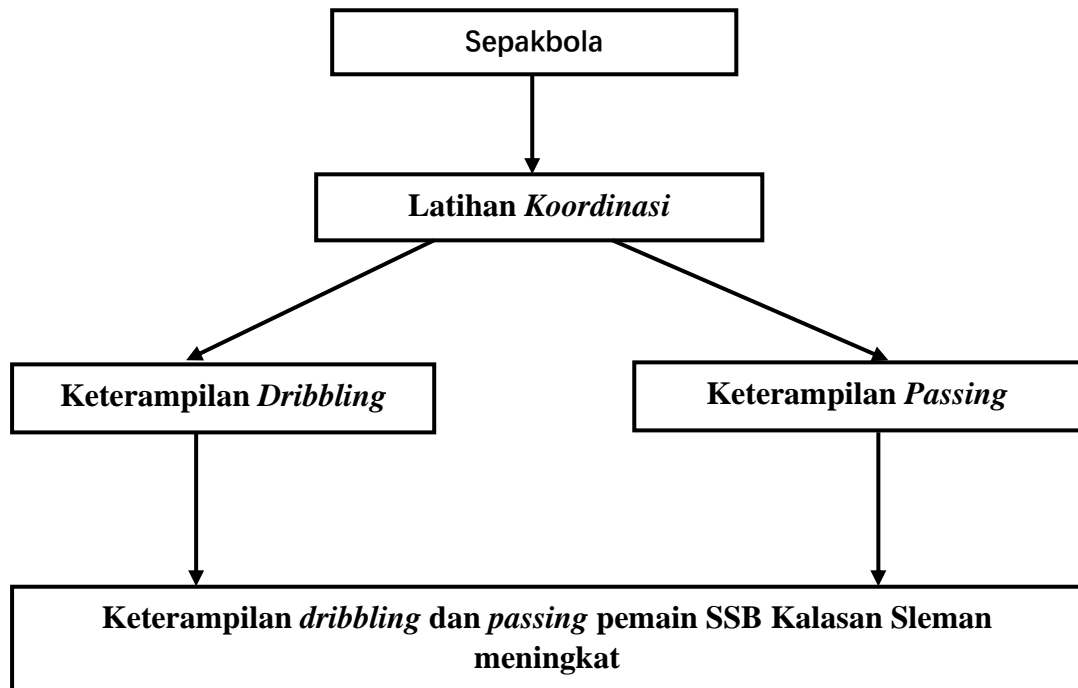 Sepakbola
Latihan Koordinasi
Keterampilan Dribbling
Keterampilan Passing
Keterampilan dribbling dan passing pemain SSB Kalasan Sleman
meningkat